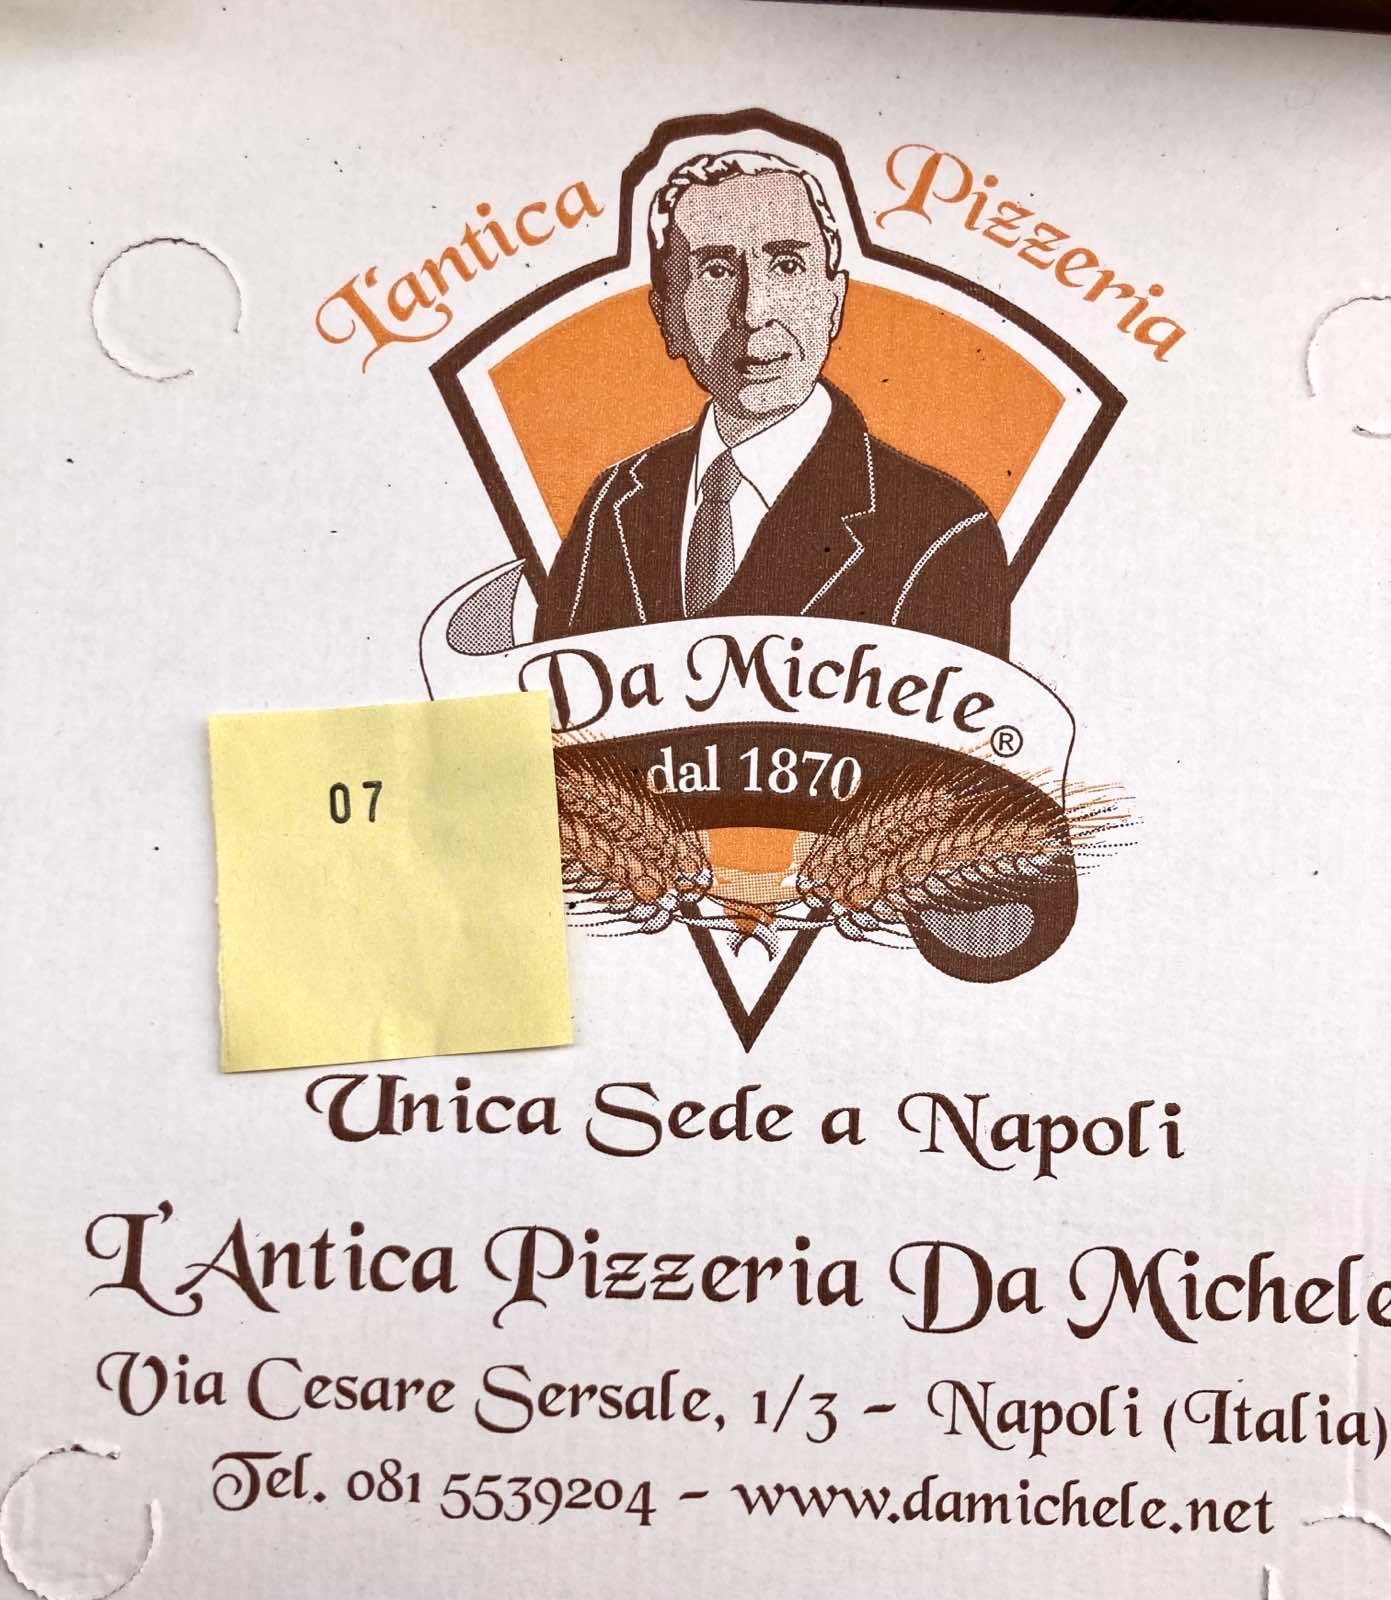 L'antica Pizzeria
Da Michele®
dal 1870
07
Unica Sede a Napoli
L'Antica Pizzeria Da Michele
Via Cesare Sersale, 1/3 - Napoli (Italia)
Tel. 081 5539204 - www.damichele.net